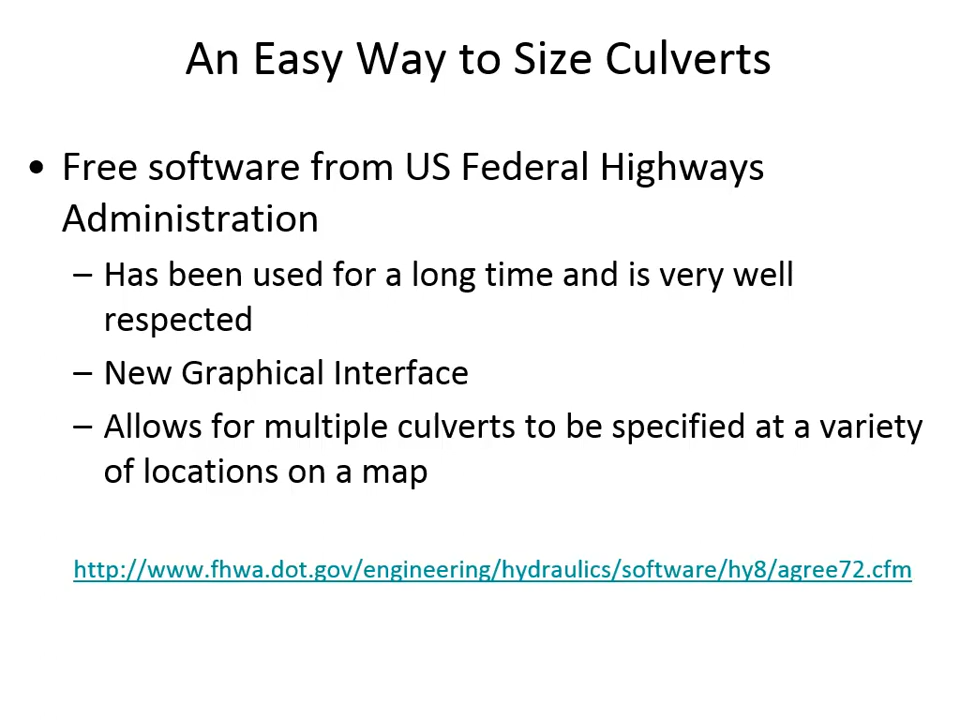 An Easy Way to Size Culverts
• Free software from US Federal Highways
Administration
– Has been used for a long time and is very well
respected
– New Graphical Interface
– Allows for multiple culverts to be specified at a variety
of locations on a map
http://www.fhwa.dot.gov/engineering/hydraulics/software/hy8/agree72.cfm